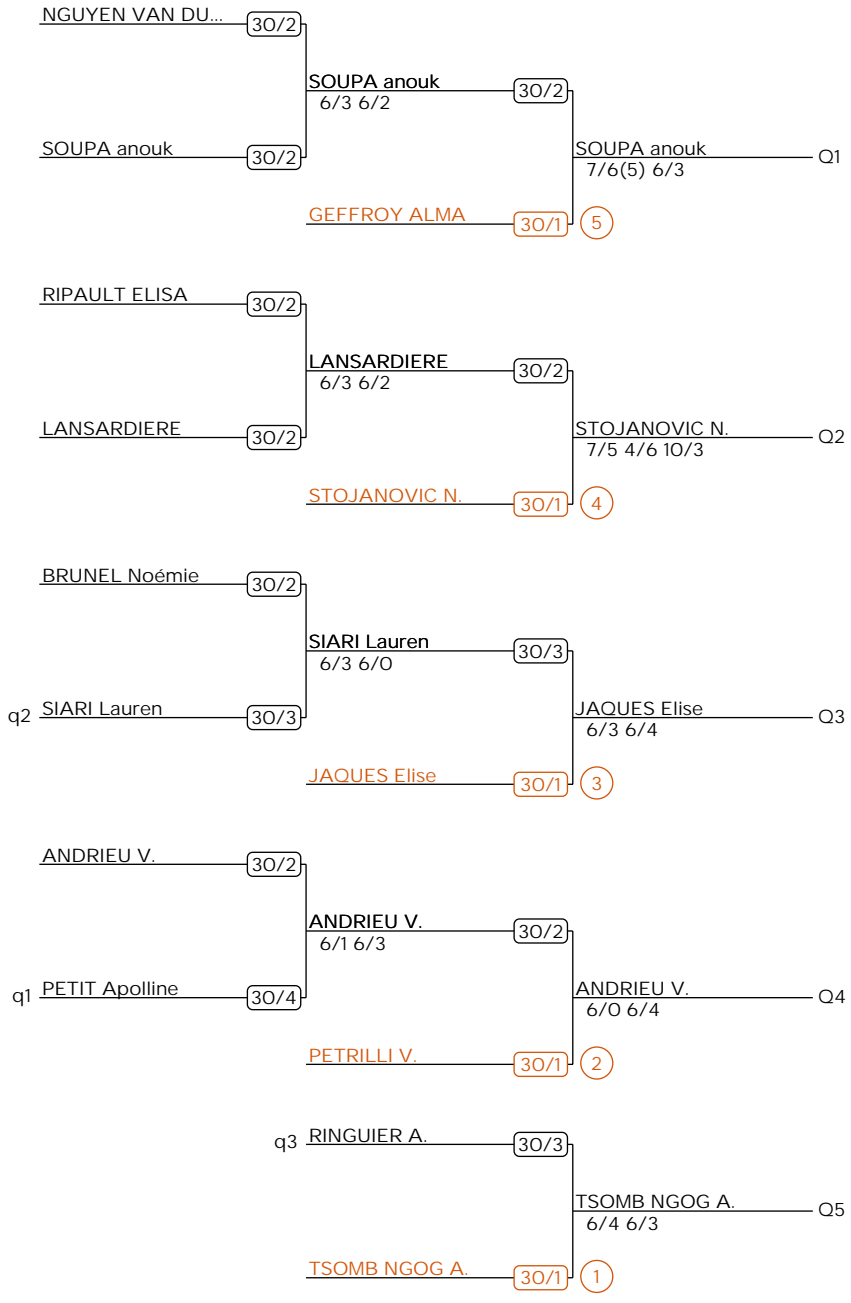 NGUYEN VAN DU... 30/2
SOUPA anouk 30/2
6/3 6/2
SOUPA anouk 30/2
SOUPA anouk Q1
7/6(5) 6/3
GEFFROY ALMA 30/1 5
RIPAULT ELISA 30/2
LANSARDIERE 30/2
6/3 6/2
LANSARDIERE 30/2
STOJANOVIC N. Q2
7/5 4/6 10/3
STOJANOVIC N. 30/1 4
BRUNEL Noémie 30/2
SIARI Lauren 30/3
6/3 6/0
q2 SIARI Lauren 30/3
JAQUES Elise Q3
6/3 6/4
JAQUES Elise 30/1 3
ANDRIEU V. 30/2
ANDRIEU V. 30/2
6/1 6/3
q1 PETIT Apolline 30/4
ANDRIEU V. Q4
6/0 6/4
PETRILLI V. 30/1 2
q3 RINGUIER A. 30/3
TSOMB NGOG A. Q5
6/4 6/3
TSOMB NGOG A. 30/1 1